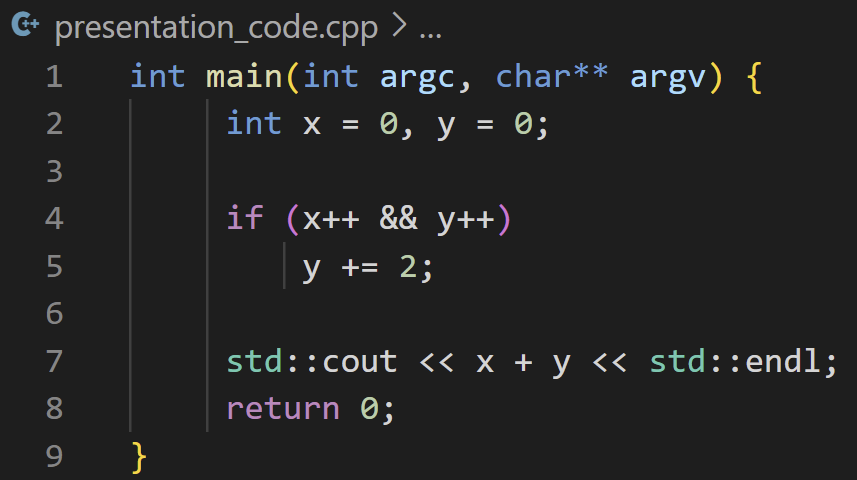 presentation_code.cpp > ...
1 int main(int argc, char** argv) {
2 int x = 0, y = 0;
3
4 if (x++ && y++)
5 y += 2;
6
7 std::cout << x + y << std::endl;
8 return 0;
9 }